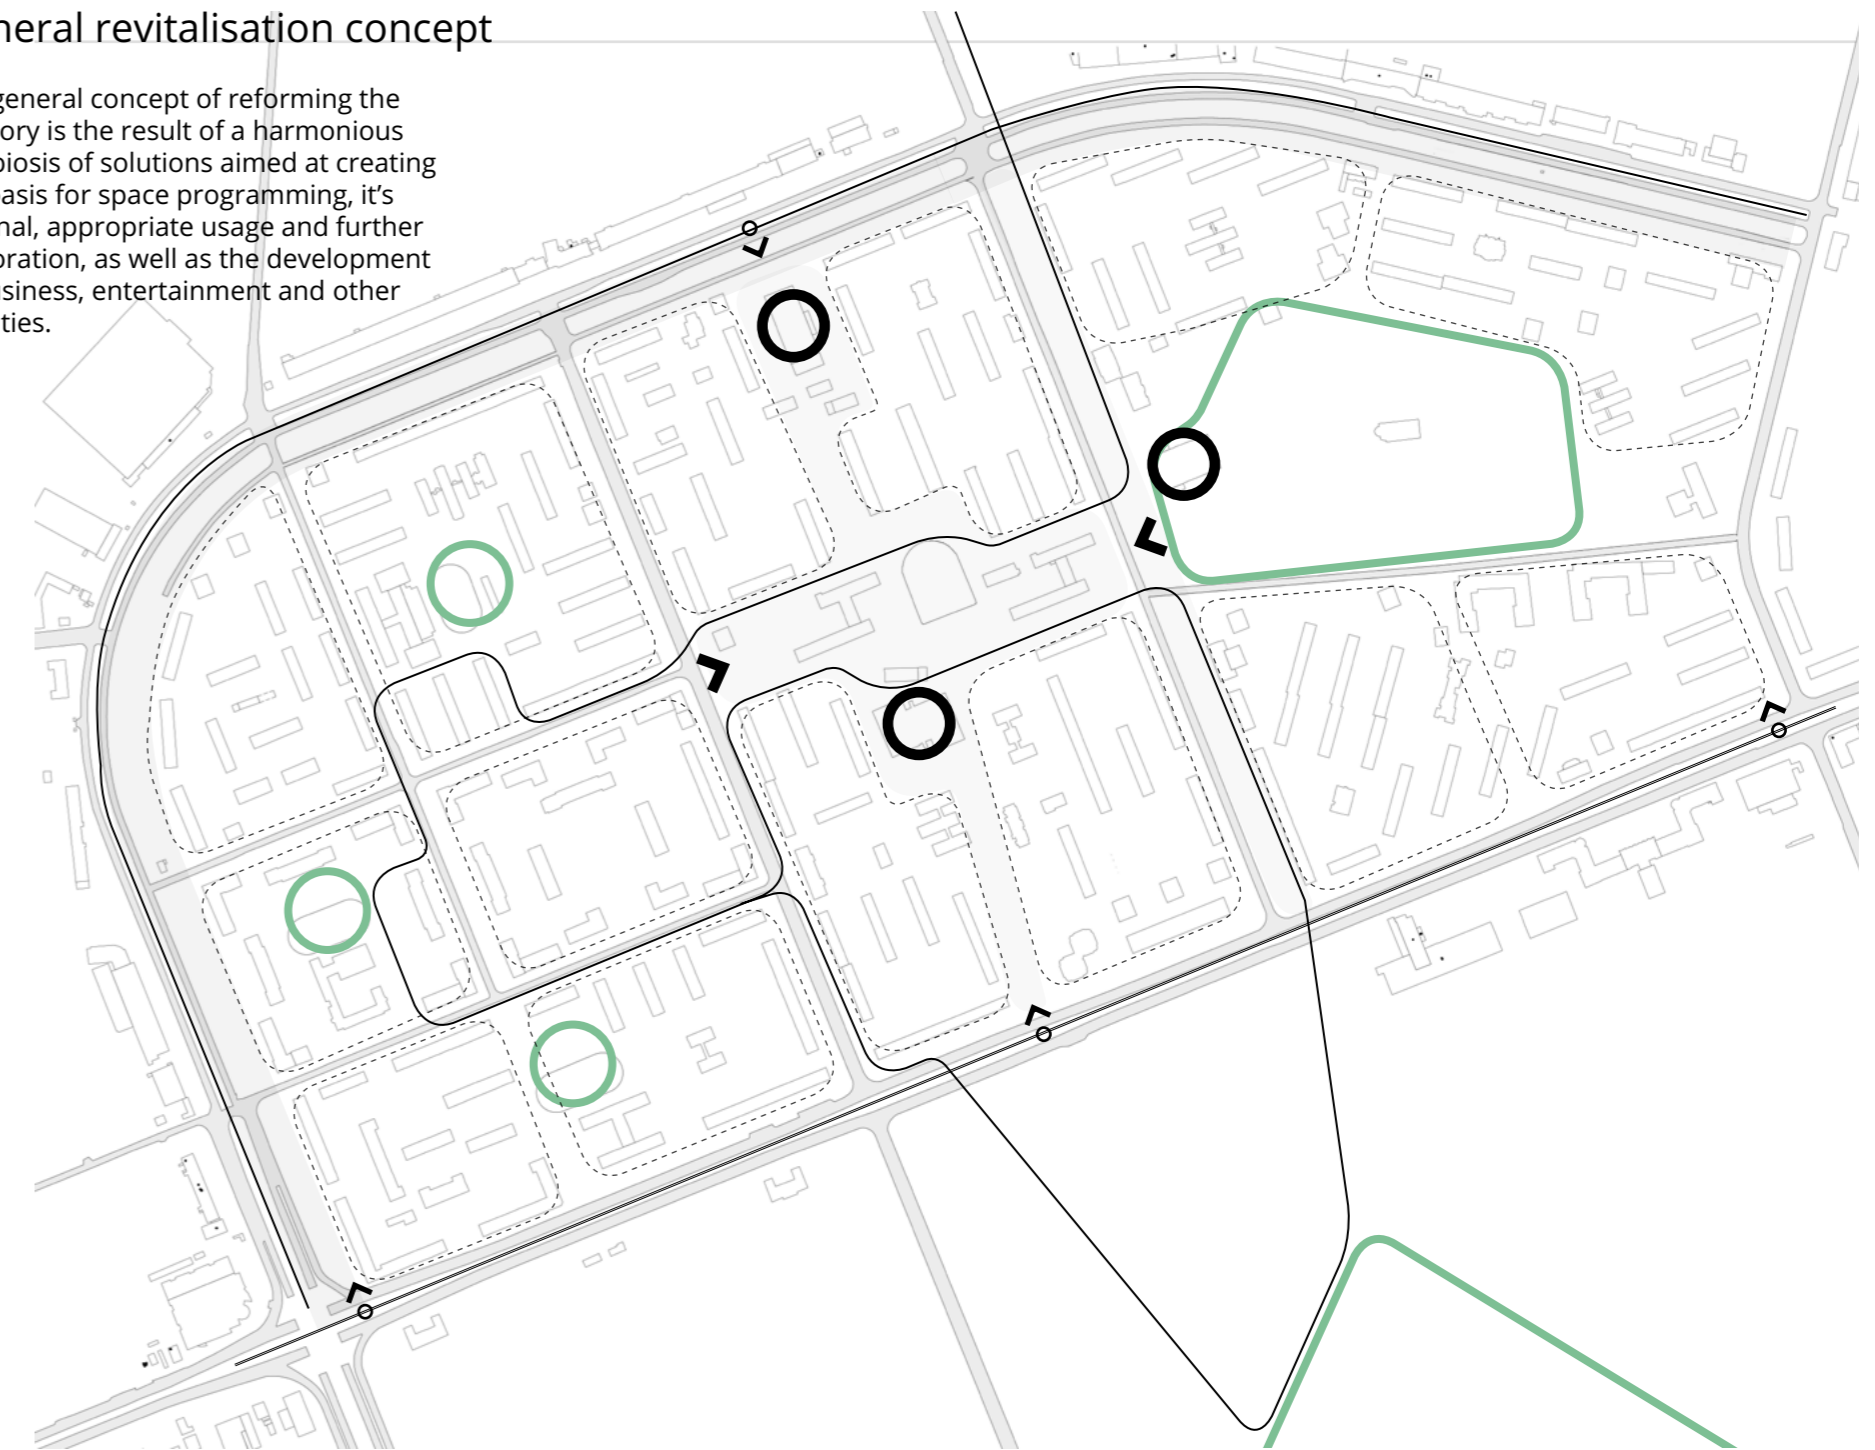 neral revitalisation concept
general concept of reforming the
ory is the result of a harmonious
biosis of solutions aimed at creating
easis for space programming, it's
nal, appropriate usage and further
oration, as well as the development
usiness, entertainment and other
ties.